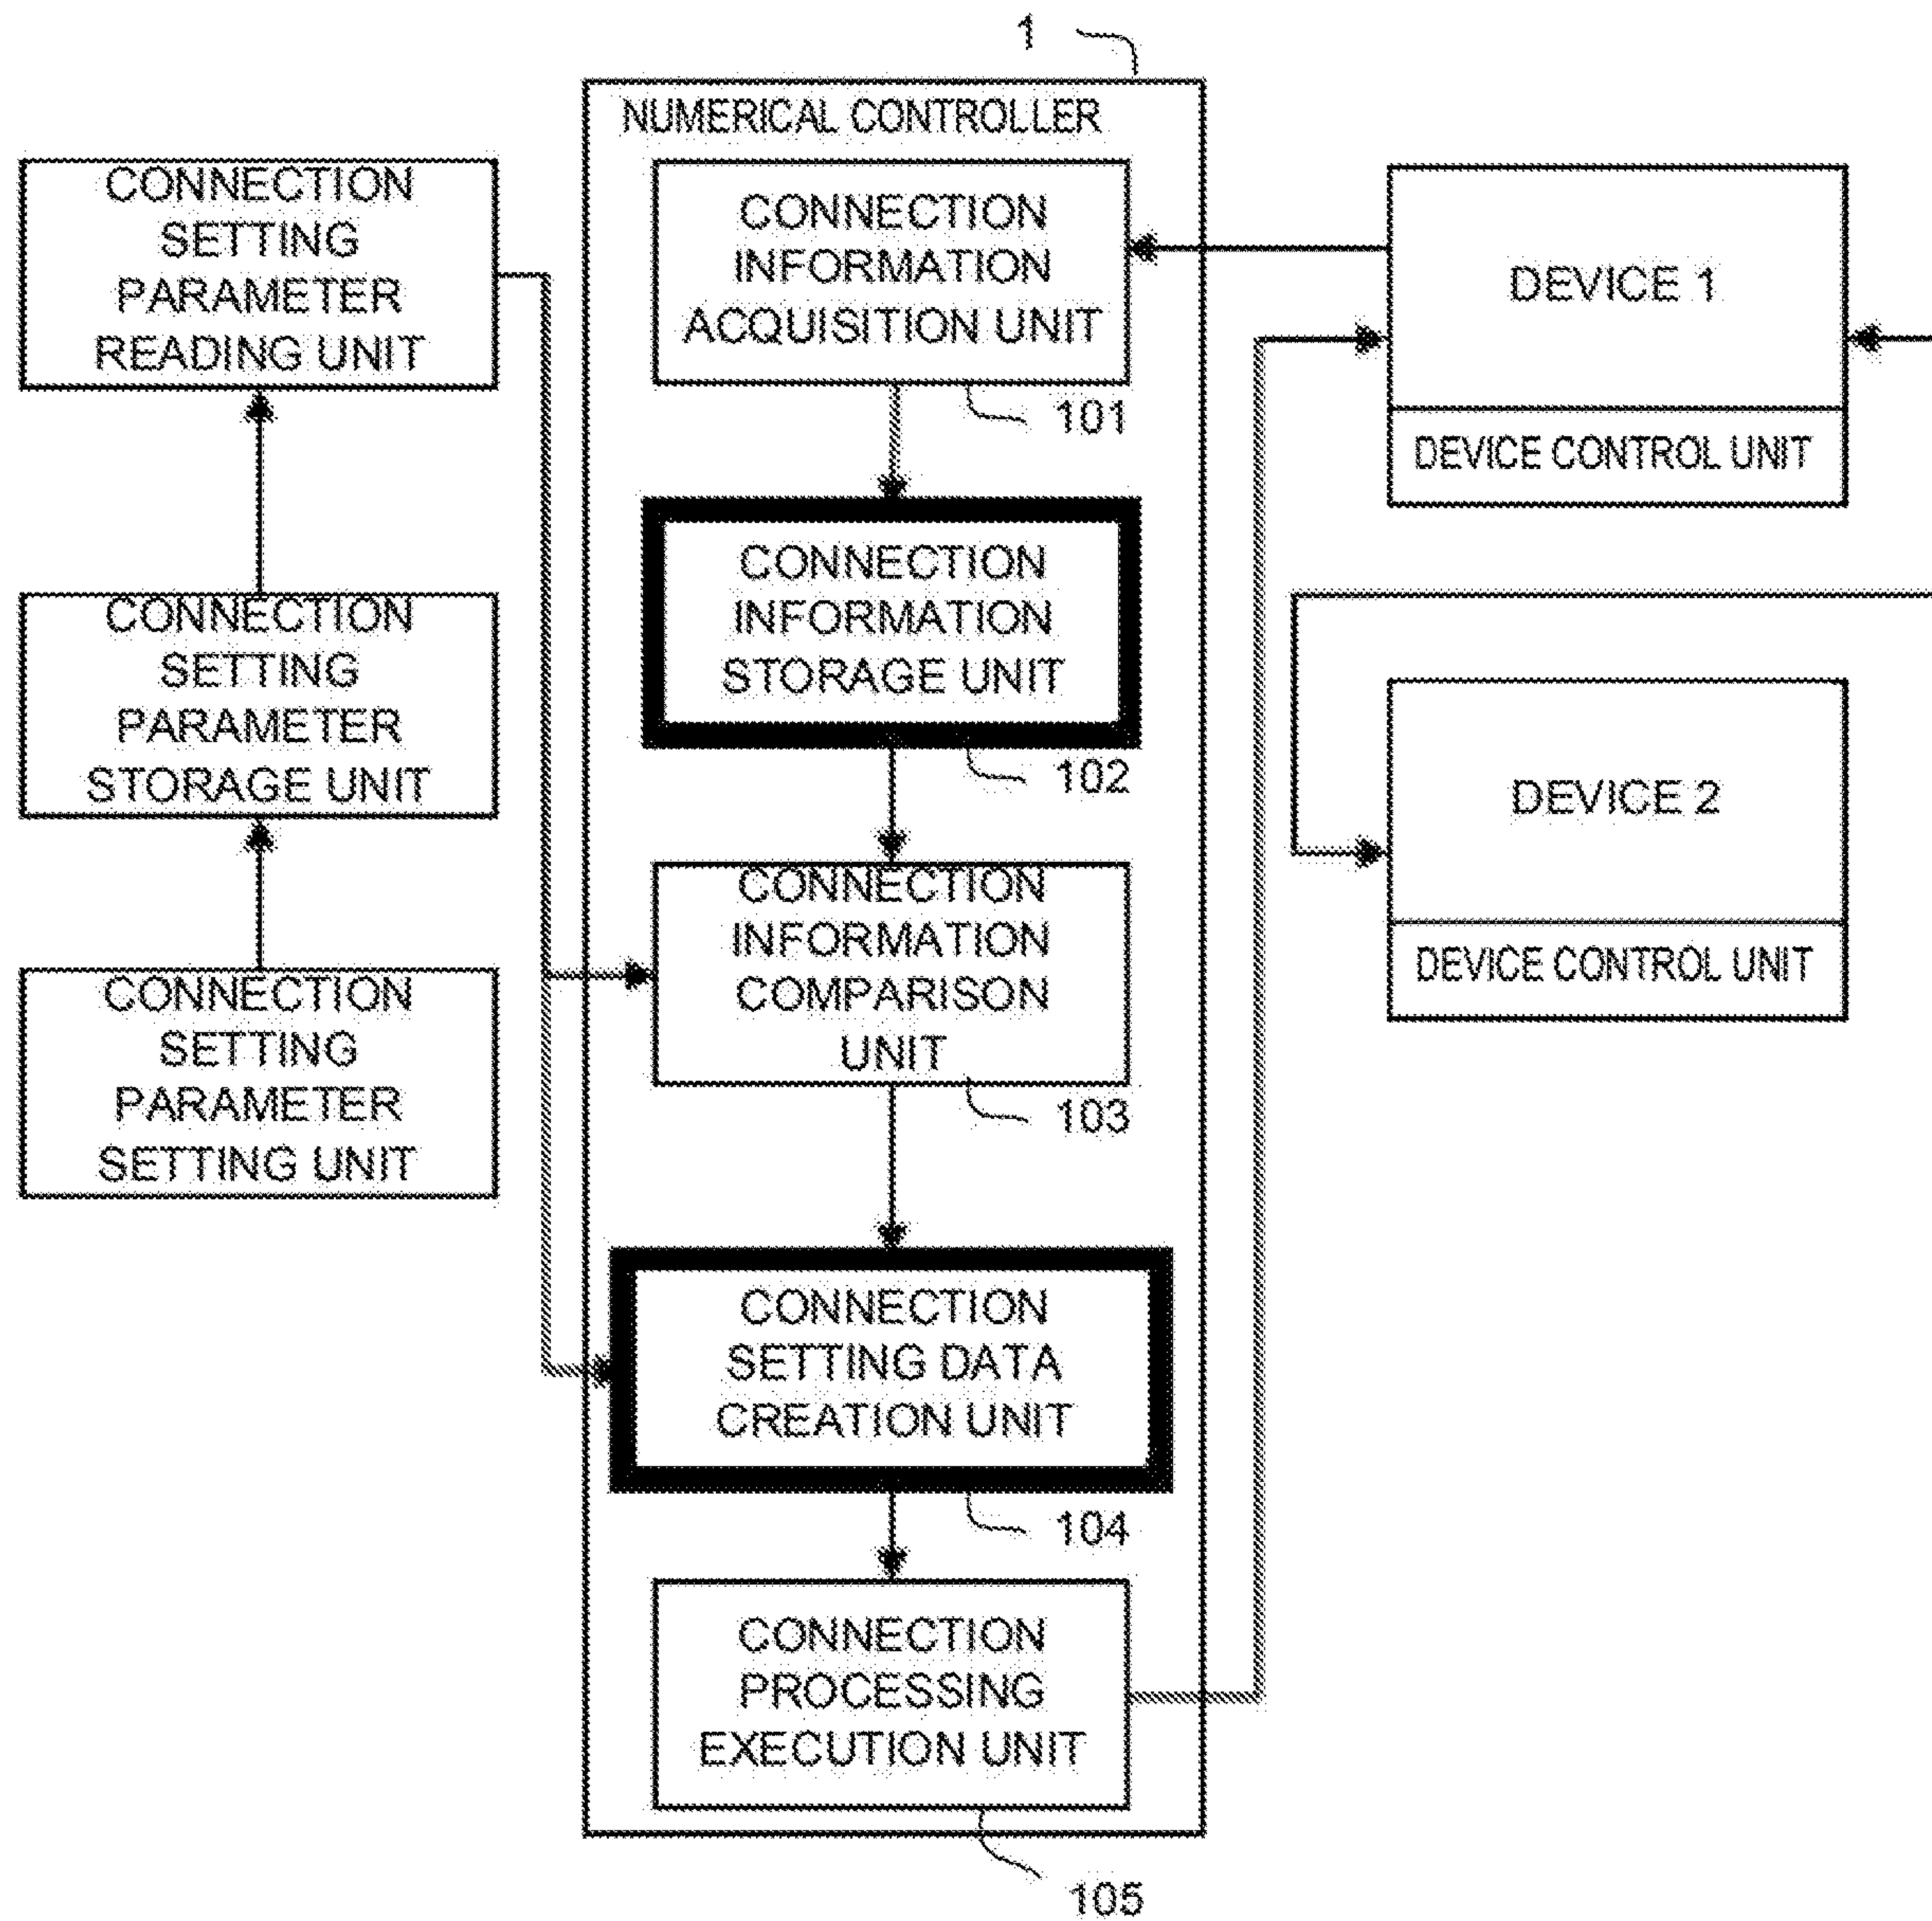 1
NUMERICAL CONTROLLER
CONNECTION
SETTING
PARAMETER
READING UNIT
CONNECTION
SETTING
PARAMETER
STORAGE UNIT
CONNECTION
SETTING
PARAMETER
SETTING UNIT
CONNECTION
INFORMATION
ACQUISITION UNIT
101
CONNECTION
INFORMATION
STORAGE UNIT
102
CONNECTION
INFORMATION
COMPARISON
UNIT
103
CONNECTION
SETTING DATA
CREATION UNIT
104
CONNECTION
PROCESSING
EXECUTION UNIT
105
DEVICE 1
DEVICE CONTROL UNIT
DEVICE 2
DEVICE CONTROL UNIT